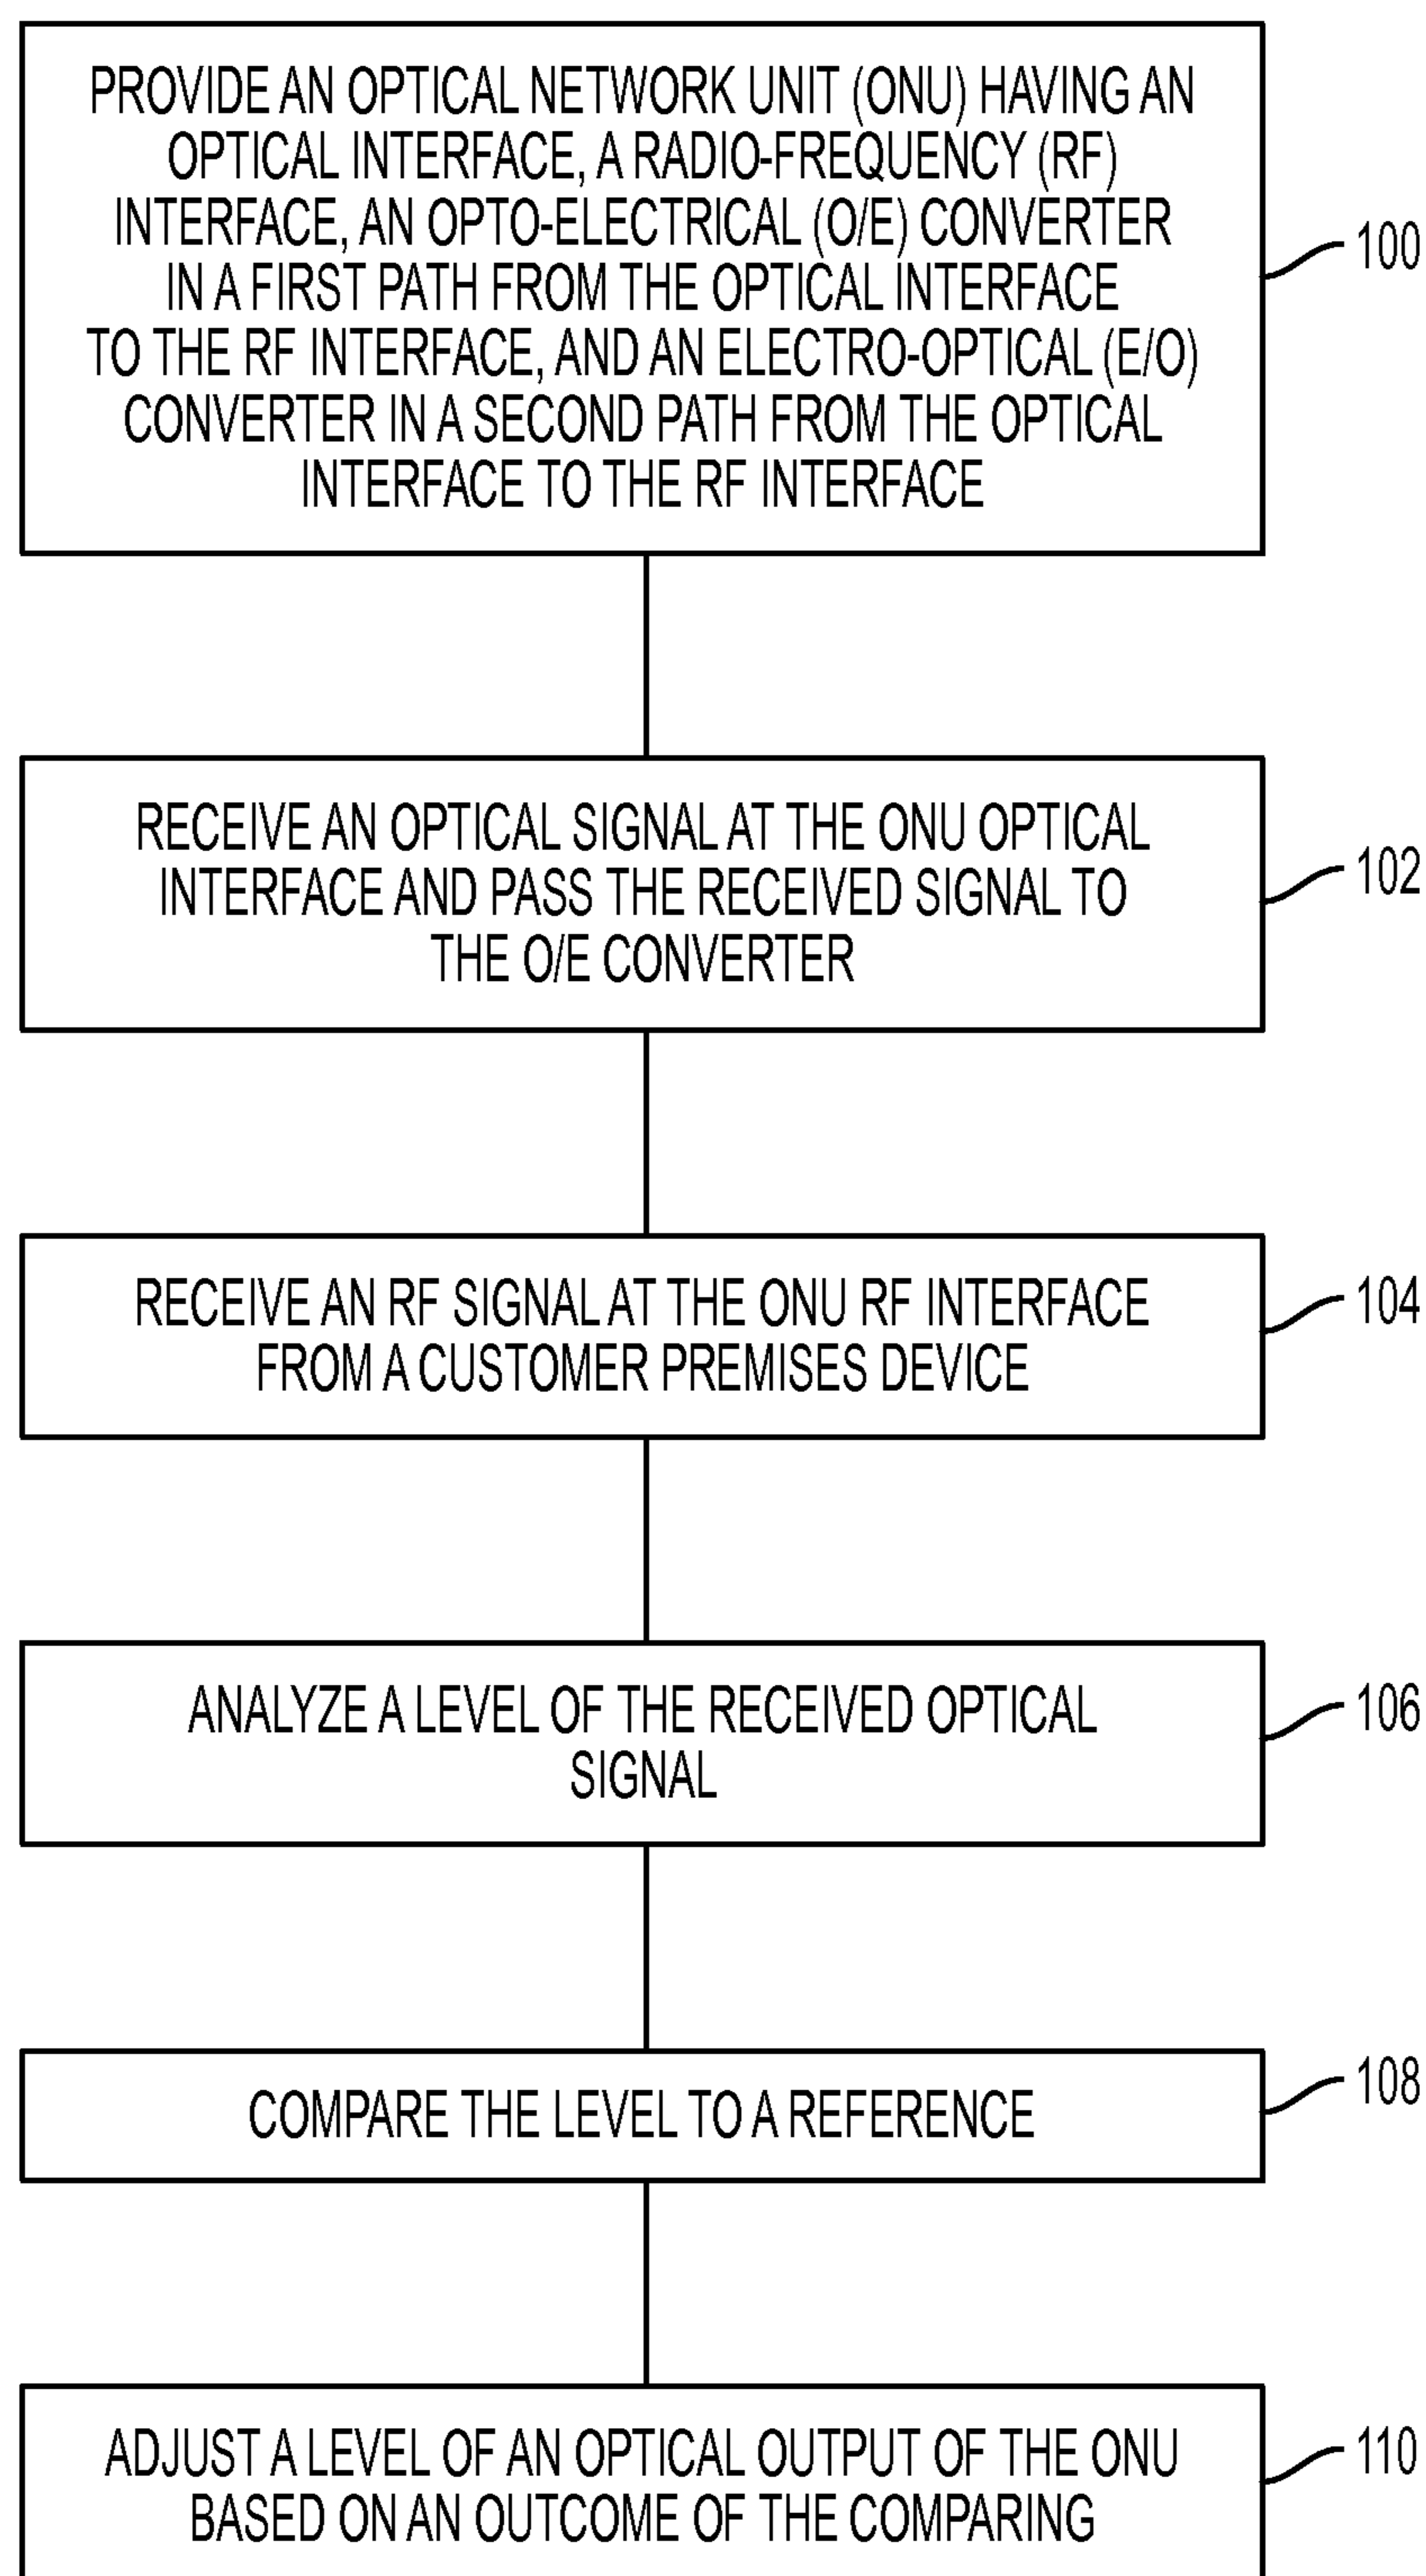 PROVIDE AN OPTICAL NETWORK UNIT (ONU) HAVING AN
OPTICAL INTERFACE, A RADIO-FREQUENCY (RF)
INTERFACE, AN OPTO-ELECTRICAL (O/E) CONVERTER
IN A FIRST PATH FROM THE OPTICAL INTERFACE
TO THE RF INTERFACE, AND AN ELECTRO-OPTICAL (E/O)
CONVERTER IN A SECOND PATH FROM THE OPTICAL
INTERFACE TO THE RF INTERFACE
100
RECEIVE AN OPTICAL SIGNAL AT THE ONU OPTICAL
INTERFACE AND PASS THE RECEIVED SIGNAL TO
THE O/E CONVERTER
102
RECEIVE AN RF SIGNAL AT THE ONU RF INTERFACE
FROM A CUSTOMER PREMISES DEVICE
104
ANALYZE A LEVEL OF THE RECEIVED OPTICAL
SIGNAL
106
COMPARE THE LEVEL TO A REFERENCE
108
ADJUST A LEVEL OF AN OPTICAL OUTPUT OF THE ONU
BASED ON AN OUTCOME OF THE COMPARING
110